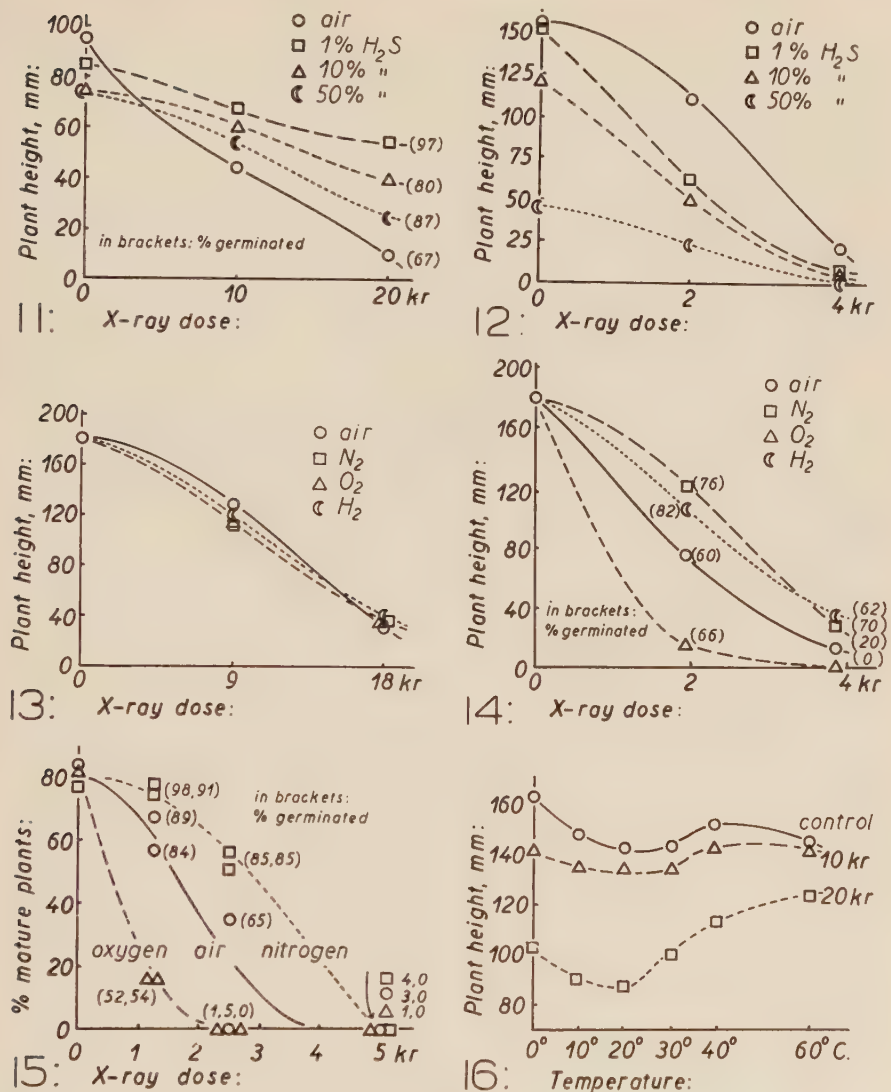 Plant height, mm:
100
80
60
40
20
0
air
1% H₂S
10% "
50% "
(97)
(80)
(87)
(67)
in brackets: % germinated
0
10
20 kr
11:
X-ray dose:
Plant height, mm:
150
125
100
75
50
25
0
air
1% H₂S
10% "
50% "
0
2
4 kr
12:
X-ray dose:
Plant height, mm:
200
160
120
80
40
0
air
N₂
O₂
H₂
0
9
18 kr
13:
X-ray dose:
Plant height, mm:
200
160
120
80
40
0
air
N₂
O₂
H₂
(76)
(82)
(60)
(66)
(62)
(70)
(20)
(0)
in brackets:
% germinated
0
2
4 kr
14:
X-ray dose:
% mature plants:
80
60
40
20
0
(98,91)
(89)
(84)
in brackets:
% germinated
(85,85)
(65)
oxygen air nitrogen
(52,54)
(1,5,0)
4,0
3,0
1,0
0
1
2
3
4
5 kr
15:
X-ray dose:
Plant height, mm:
160
140
120
100
80
control
10 kr
20 kr
0°
10°
20°
30°
40°
60°C.
16:
Temperature: